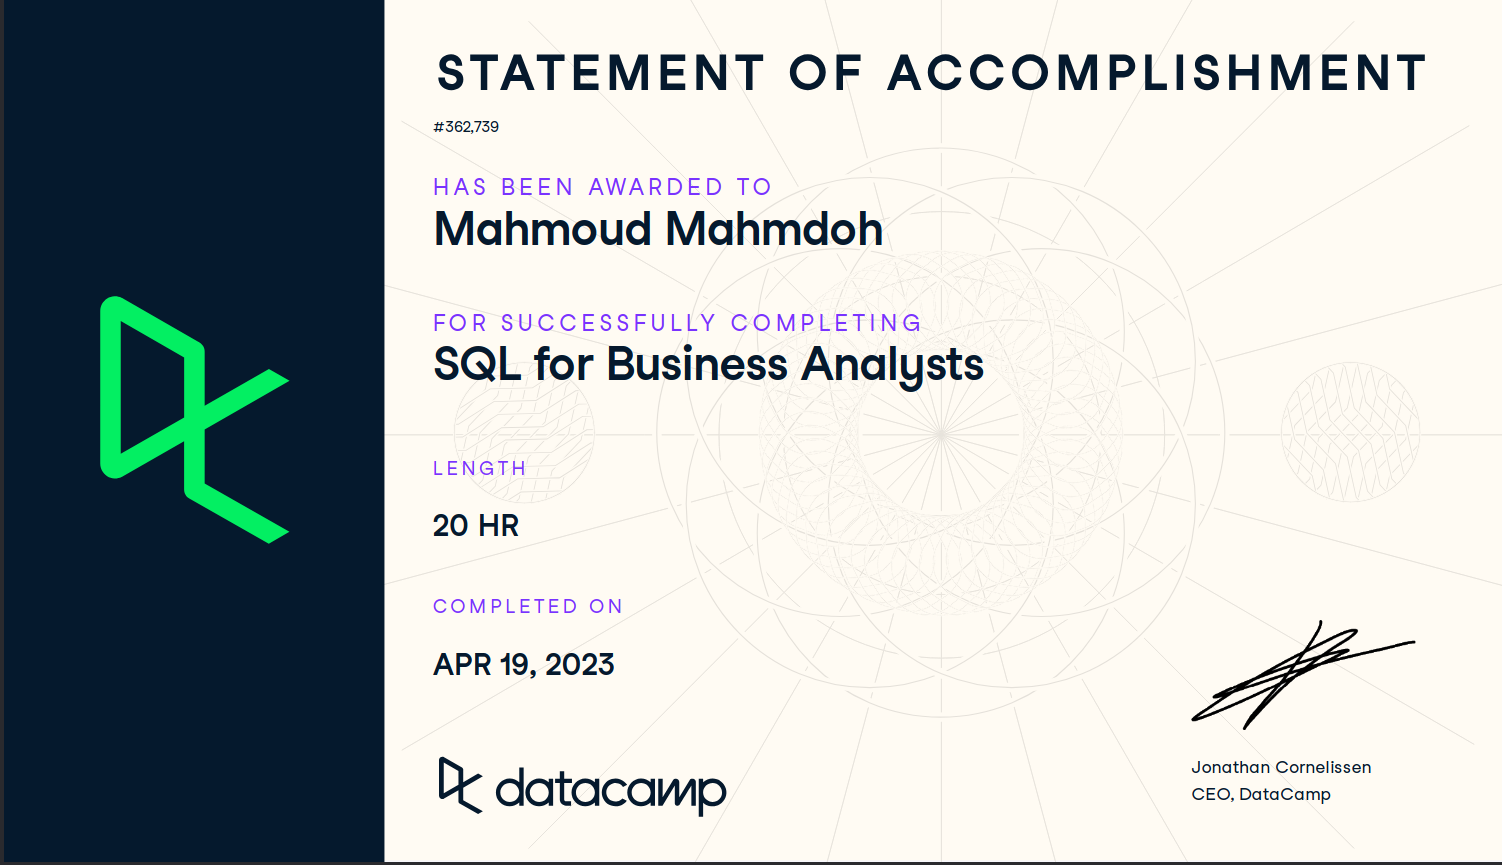 STATEMENT OF ACCOMPLISHMENT
#362,739
HAS BEEN AWARDED TO
Mahmoud Mahmdoh
FOR SUCCESSFULLY COMPLETING
SQL for Business Analysts
LENGTH
20 HR
COMPLETED ON
APR 19, 2023
datacamp
Jonathan Cornelissen
CEO, DataCamp